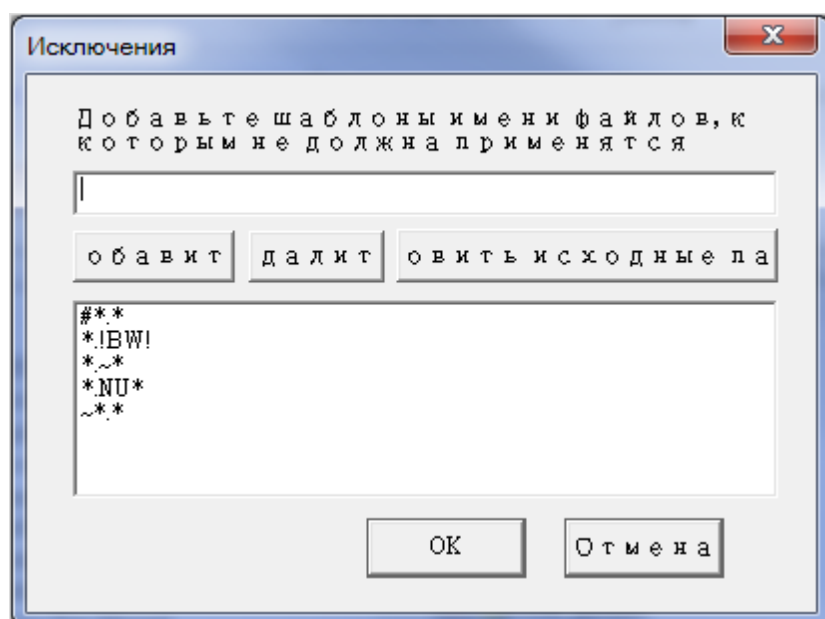 Исключения
Добавьте шаблоны имени файлов, к
которым не должна применятся
обавит далит овить исходные па
#*.*
*.!BW!
*.~*
*.NU*
~*.*
OK Отмена